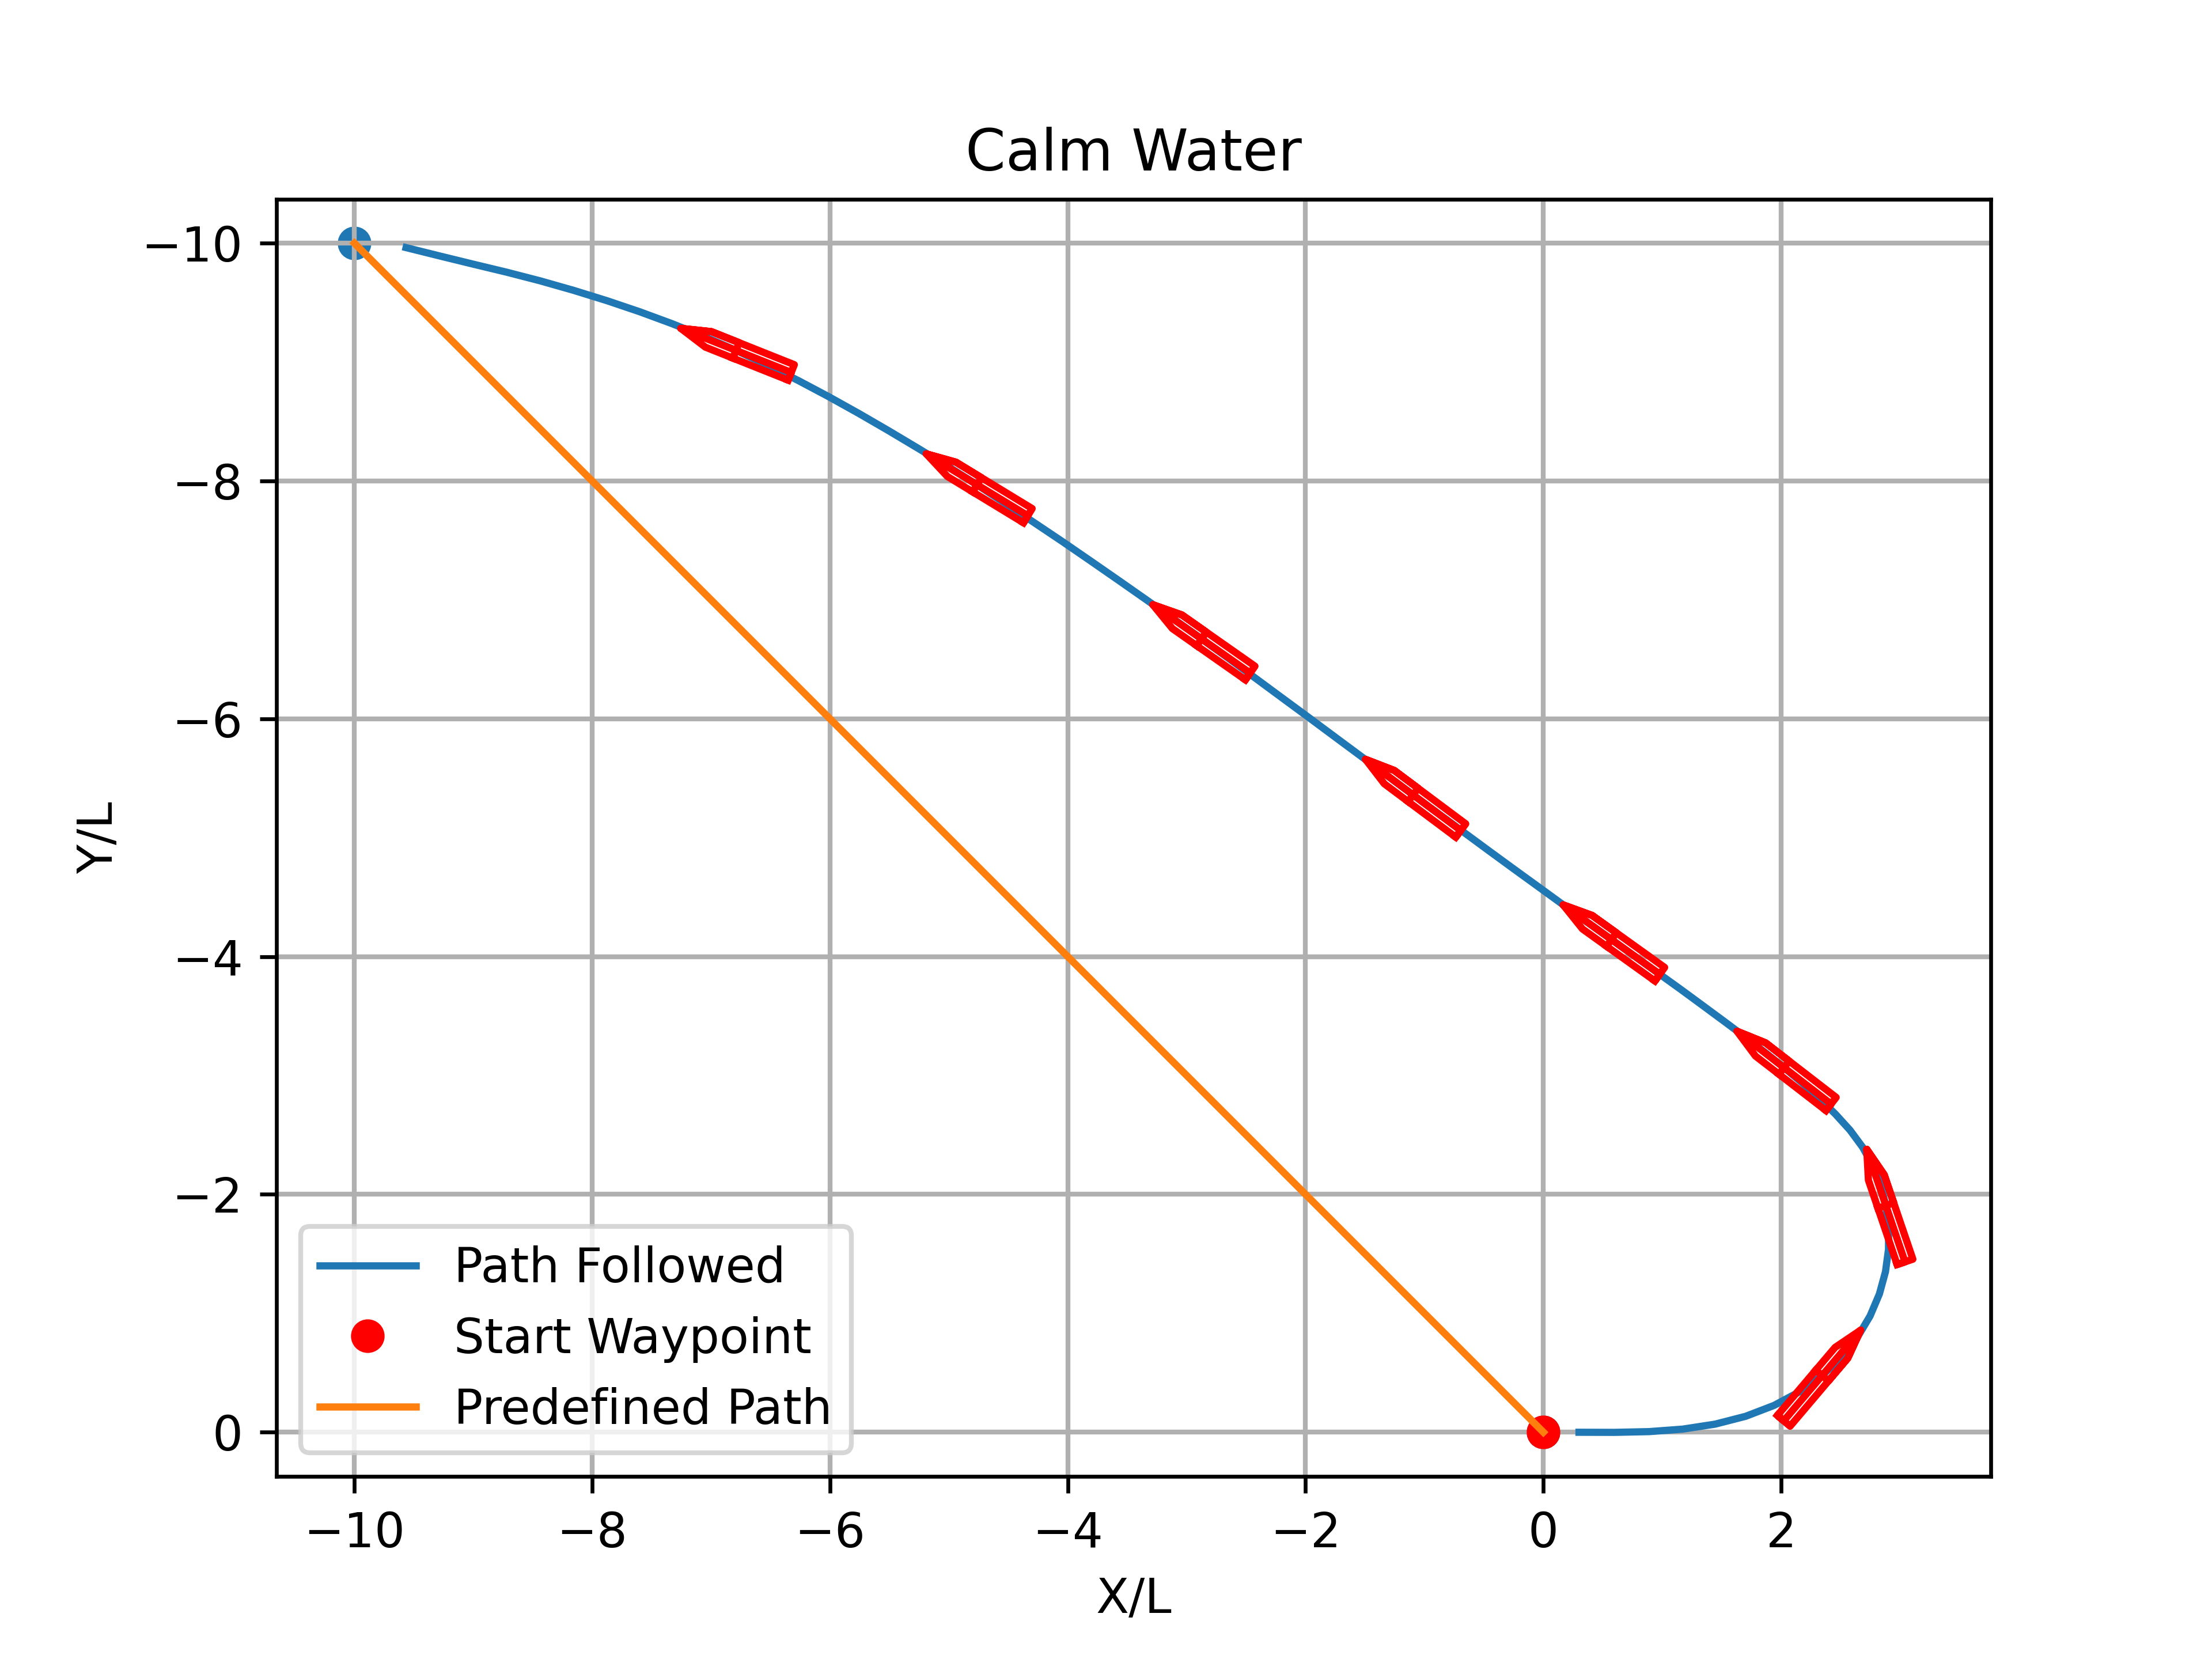 Calm Water
−10
−8
−6
−4
−2
0
Y/L
Path Followed
Start Waypoint
Predefined Path
−10 −8 −6 −4 −2 0 2
X/L